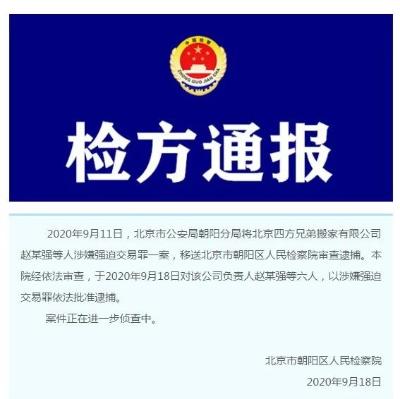 检方通报
2020年9月11日，北京市公安局朝阳分局将北京四方兄弟搬家有限公司
赵某强等人涉嫌强迫交易罪一案，移送北京市朝阳区人民检察院审查逮捕。本
院经依法审查，于2020年9月18日对该公司负责人赵某强等六人，以涉嫌强迫
交易罪依法批准逮捕。
案件正在进一步侦查中。
北京市朝阳区人民检察院
2020年9月18日